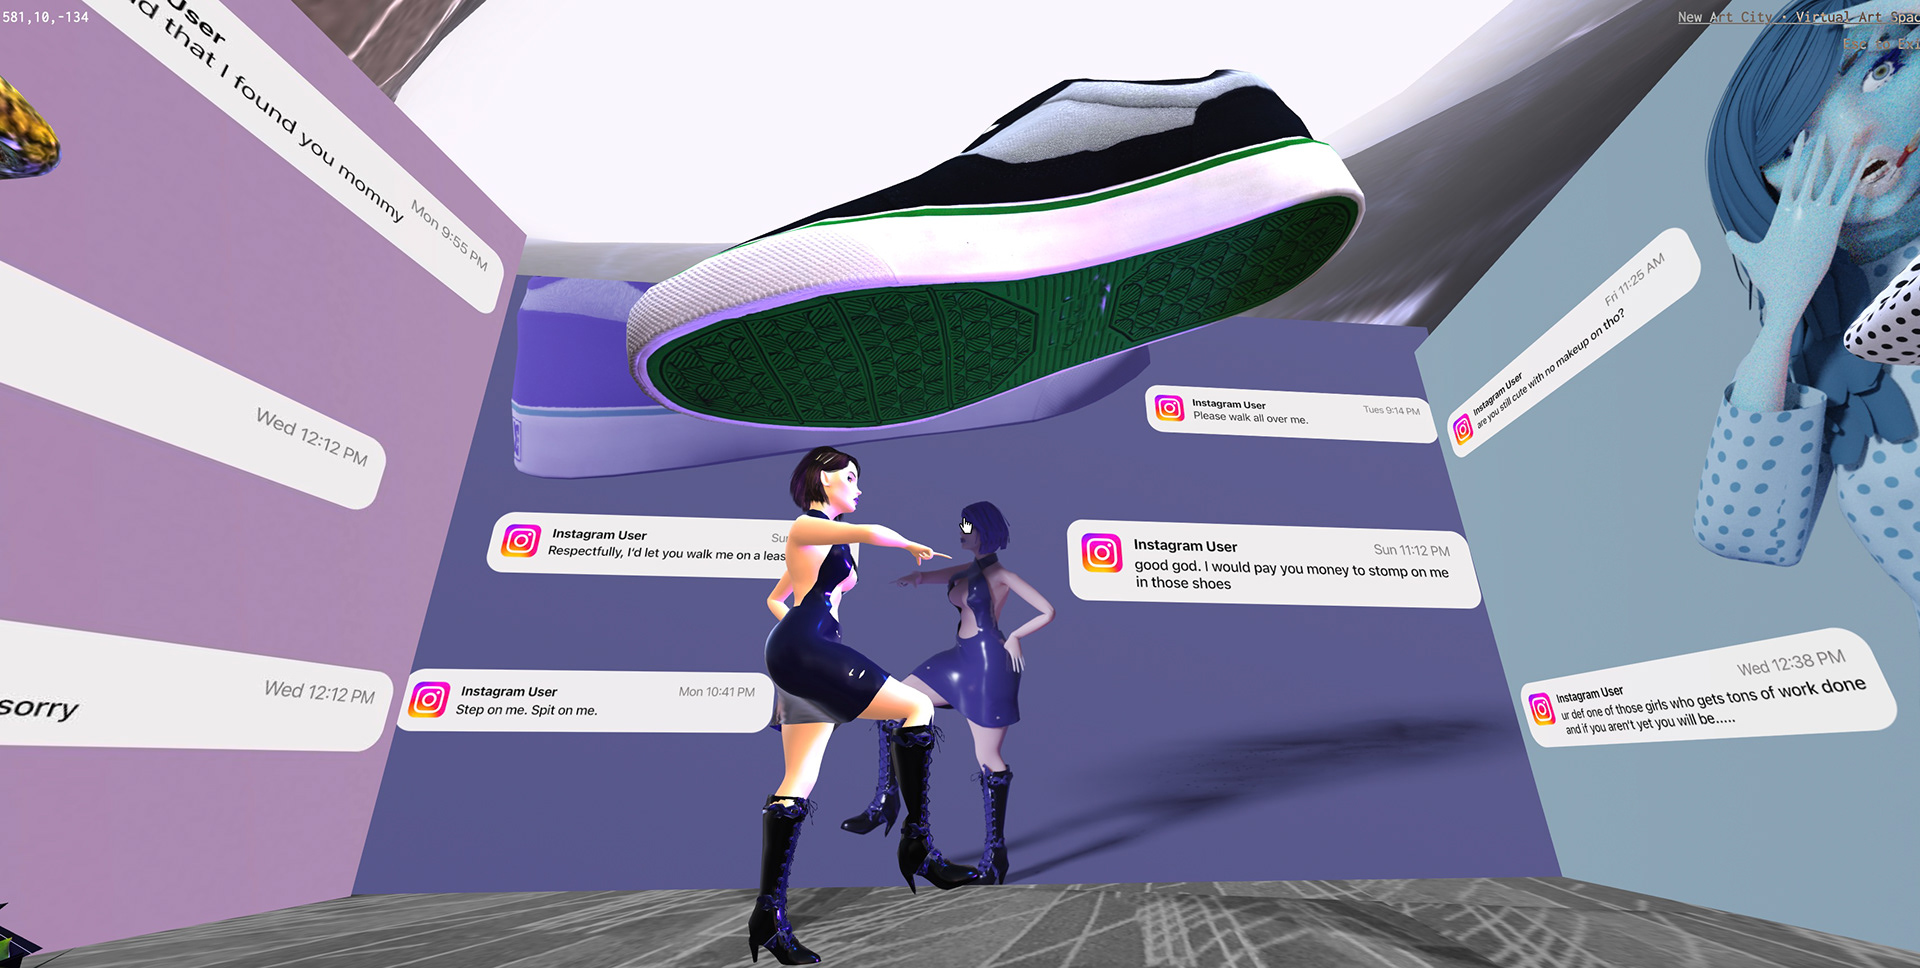 581,10,-134
New Art City · Virtual Art
User
that I found you mommy
Mon 9:55 PM
Wed 12:12 PM
sorry
Wed 12:12 PM
Instagram User
Respectfully, I'd let you walk me on a
Instagram User
Mon 10:41 PM
Step on me. Spit on me.
Instagram User
Tues 9:14 PM
Please walk all over me.
Instagram User
Sun 11:12 PM
good god. I would pay you money to stomp on me
in those shoes
Fri 11:25 AM
Instagram User
are you still cute with no makeup on tho?
Wed 12:38 PM
Instagram User
ur def one of those girls who gets tons of work done
and if you aren't yet you will be.....